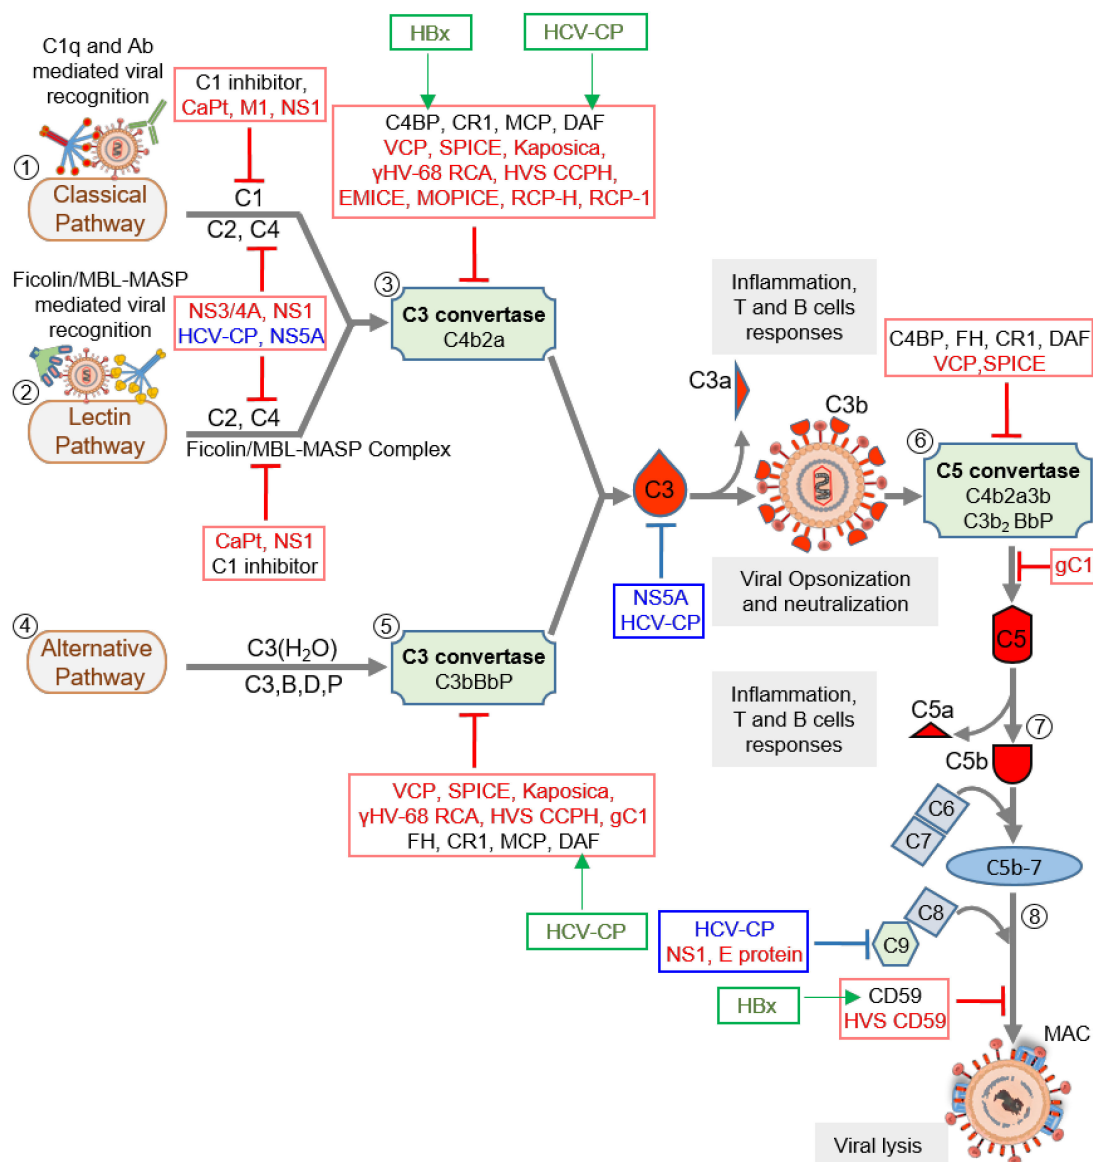 C1q and Ab
mediated viral
recognition
①
Classical
Pathway
C1 inhibitor,
CaPt, M1, NS1
C1
C2, C4
HBx
HCV-CP
C4BP, CR1, MCP, DAF
VCP, SPICE, Kaposica,
γHV-68 RCA, HVS CCPH,
EMICE, MOPICE, RCP-H, RCP-1
Ficolin/MBL-MASP
mediated viral
recognition
②
Lectin
Pathway
NS3/4A, NS1
HCV-CP, NS5A
C2, C4
Ficolin/MBL-MASP Complex
CaPt, NS1
C1 inhibitor
③
C3 convertase
C4b2a
④
Alternative
Pathway
C3(H₂O)
C3,B,D,P
⑤
C3 convertase
C3bBbP
VCP, SPICE, Kaposica,
γHV-68 RCA, HVS CCPH, gC1
FH, CR1, MCP, DAF
HCV-CP
Inflammation,
T and B cells
responses
C3a
C3
C3b
NS5A
HCV-CP
Viral Opsonization
and neutralization
C4BP, FH, CR1, DAF
VCP,SPICE
⑥
C5 convertase
C4b2a3b
C3b₂ BbP
gC1
C5
Inflammation,
T and B cells
responses
C5a
⑦
C5b
C6
C7
C5b-7
⑧
C8
C9
HCV-CP
NS1, E protein
HBx
CD59
HVS CD59
MAC
Viral lysis